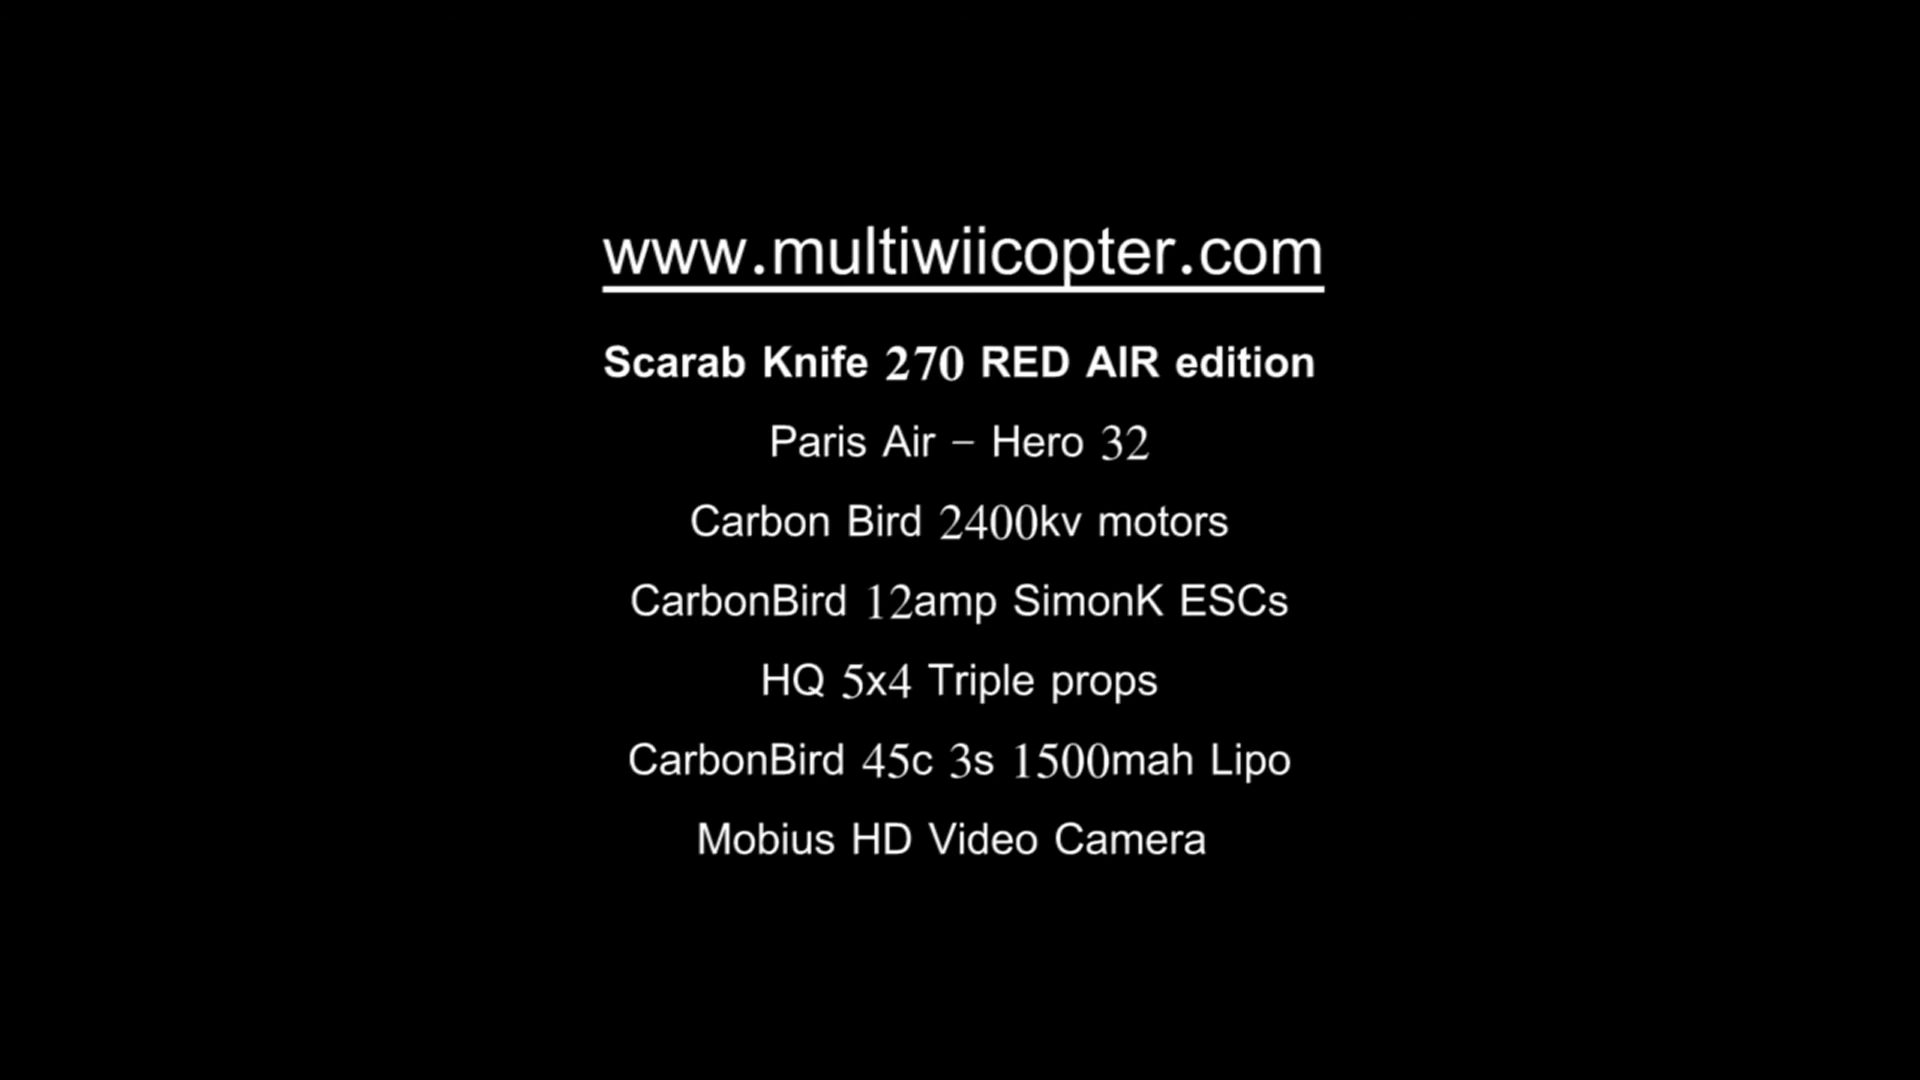 www.multiwiicopter.com
Scarab Knife 270 RED AIR edition
Paris Air – Hero 32
Carbon Bird 2400kv motors
CarbonBird 12amp SimonK ESCs
HQ 5x4 Triple props
CarbonBird 45c 3s 1500mah Lipo
Mobius HD Video Camera